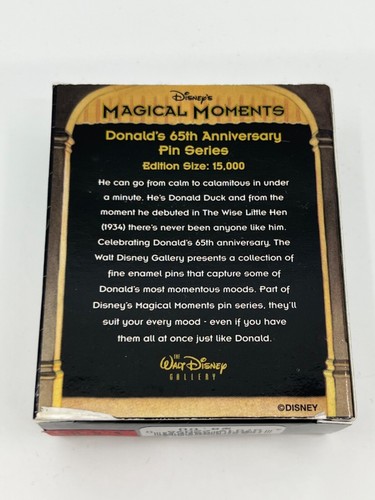 Disney's
Magical Moments
Donald's 65th Anniversary
Pin Series
Edition Size: 15,000
He can go from calm to calamitous in under
a minute. He's Donald Duck and from the
moment he debuted in The Wise Little Hen
(1934) there's never been anyone like him.
Celebrating Donald's 65th anniversary, The
Walt Disney Gallery presents a collection of
fine enamel pins that capture some of
Donald's most momentous moods. Part of
Disney's Magical Moments pin series, they'll
suit your every mood - even if you have
them all at once just like Donald.
The
Walt Disney
Gallery
©DISNEY